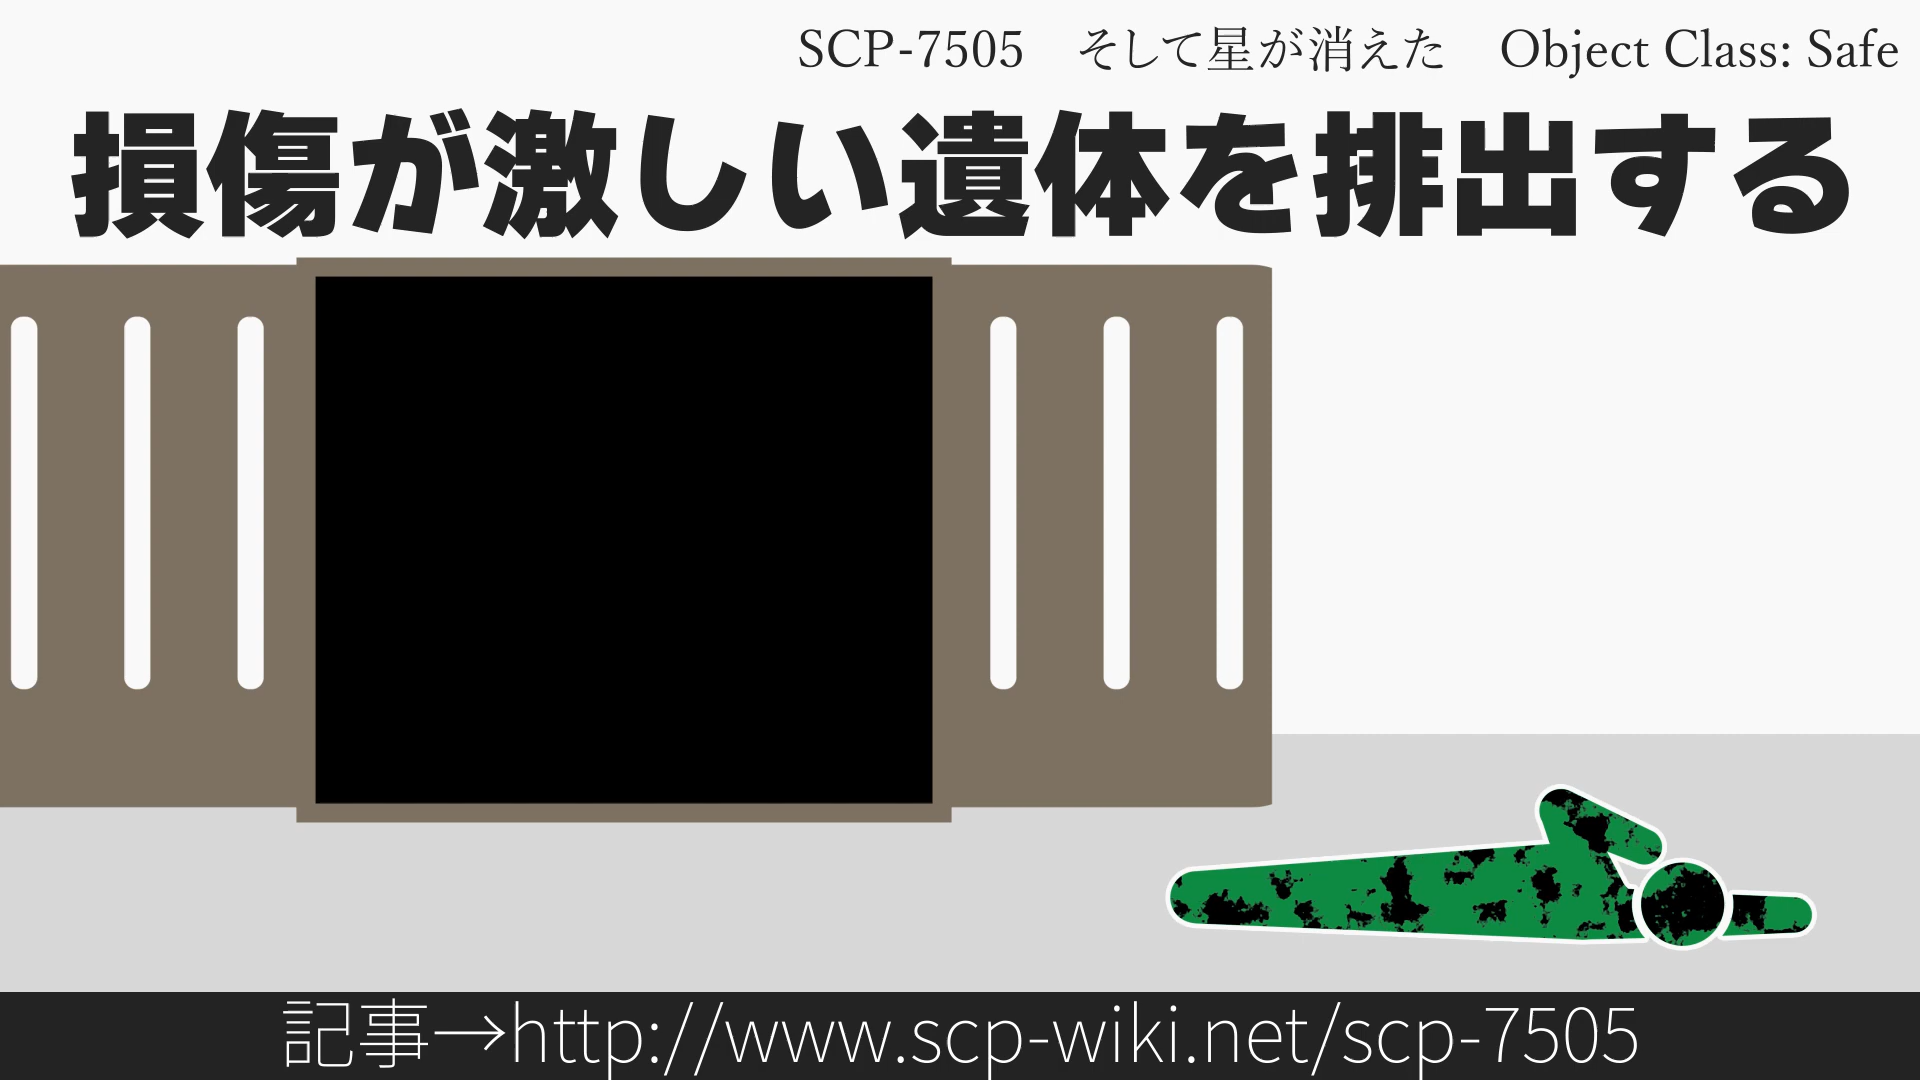 SCP-7505　そして星が消えた　Object Class: Safe
損傷が激しい遺体を排出する
記事→http://www.scp-wiki.net/scp-7505